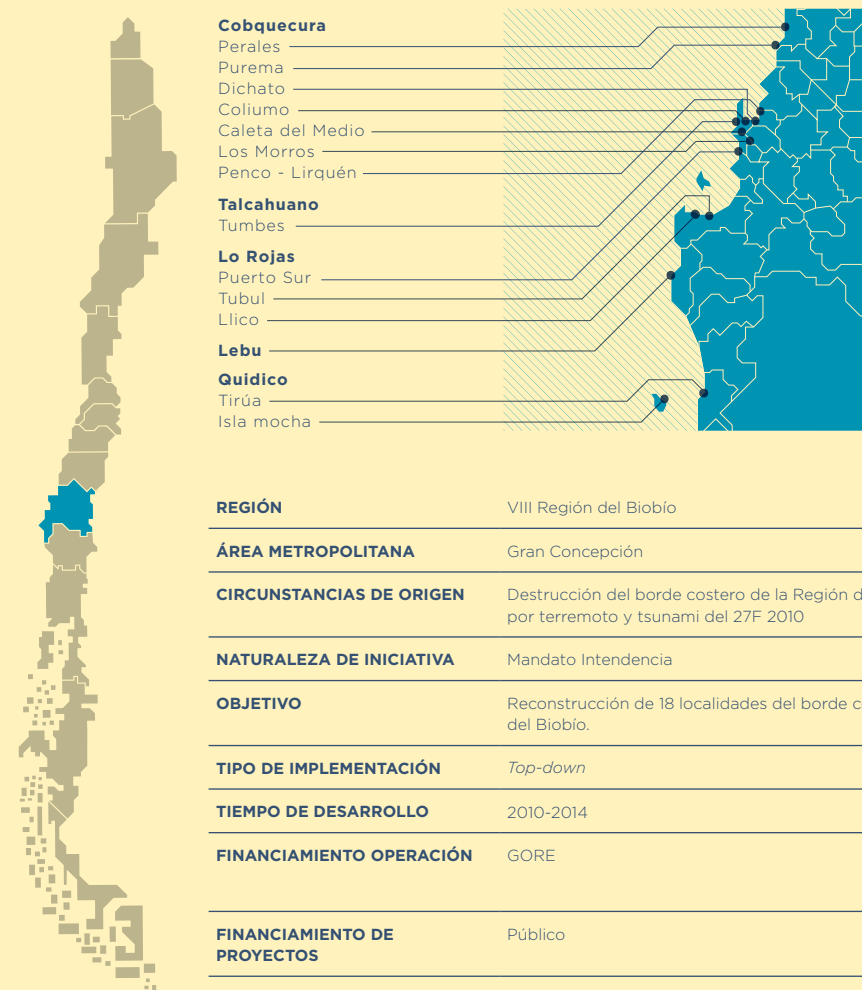 Cobquecura
Perales
Purema
Dichato
Coliumo
Caleta del Medio
Los Morros
Penco - Lirquén
Talcahuano
Tumbes
Lo Rojas
Puerto Sur
Tubul
Llico
Lebu
Quidico
Tirúa
Isla mocha
REGIÓN VIII Región del Biobío
ÁREA METROPOLITANA Gran Concepción
CIRCUNSTANCIAS DE ORIGEN Destrucción del borde costero de la Región
por terremoto y tsunami del 27F 2010
NATURALEZA DE INICIATIVA Mandato Intendencia
OBJETIVO Reconstrucción de 18 localidades del borde
del Biobío.
TIPO DE IMPLEMENTACIÓN Top-down
TIEMPO DE DESARROLLO 2010-2014
FINANCIAMIENTO OPERACIÓN GORE
FINANCIAMIENTO DE Público
PROYECTOS